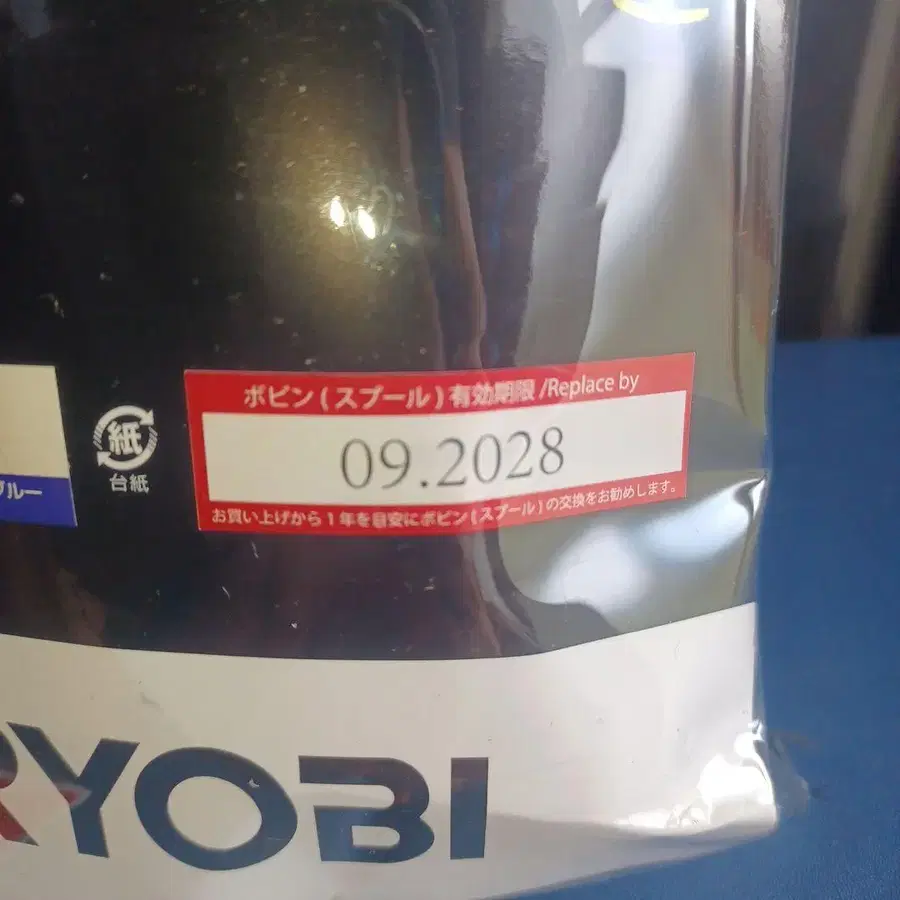 ボビン(スプール)有効期限/Replace by
09.2028
お買い上げから1年を目安にボビン(スプール)の交換をお勧めします。
紙
台紙
ブルー
RYOBI